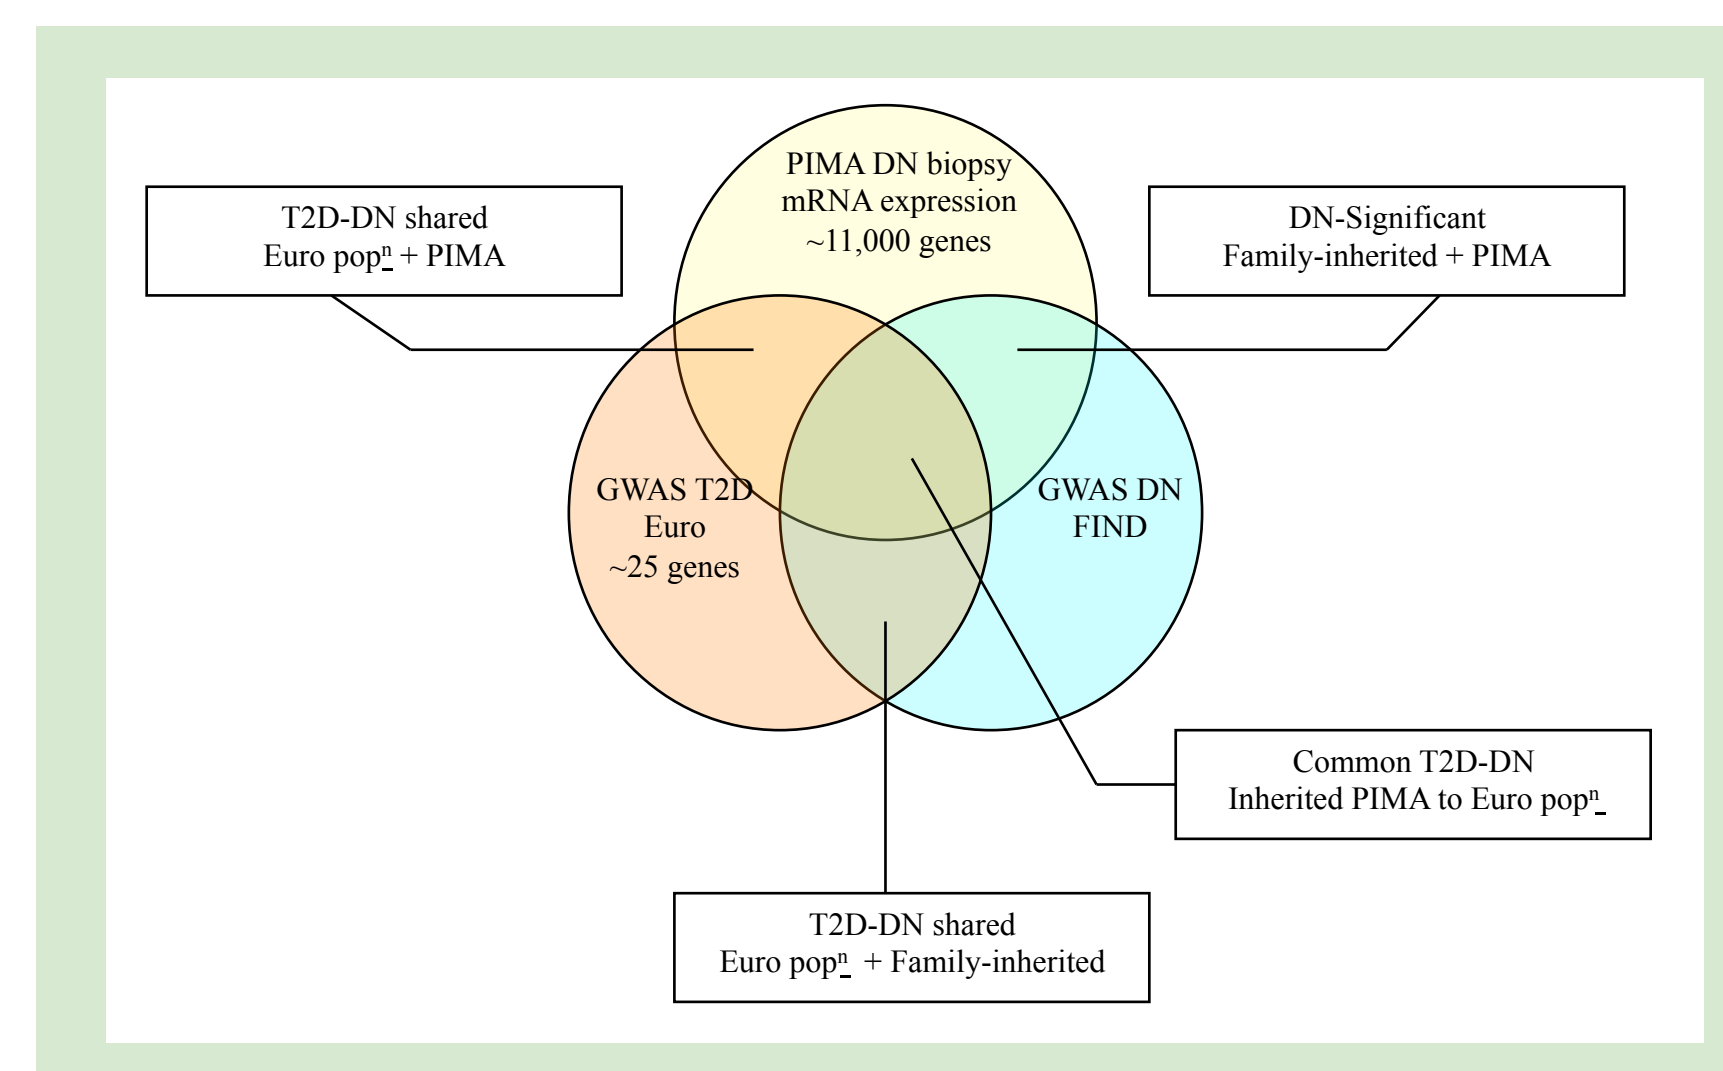 PIMA DN biopsy
mRNA expression
~11,000 genes
T2D-DN shared
Euro popⁿ + PIMA
DN-Significant
Family-inherited + PIMA
GWAS T2D
Euro
~25 genes
GWAS DN
FIND
Common T2D-DN
Inherited PIMA to Euro popⁿ
T2D-DN shared
Euro popⁿ + Family-inherited